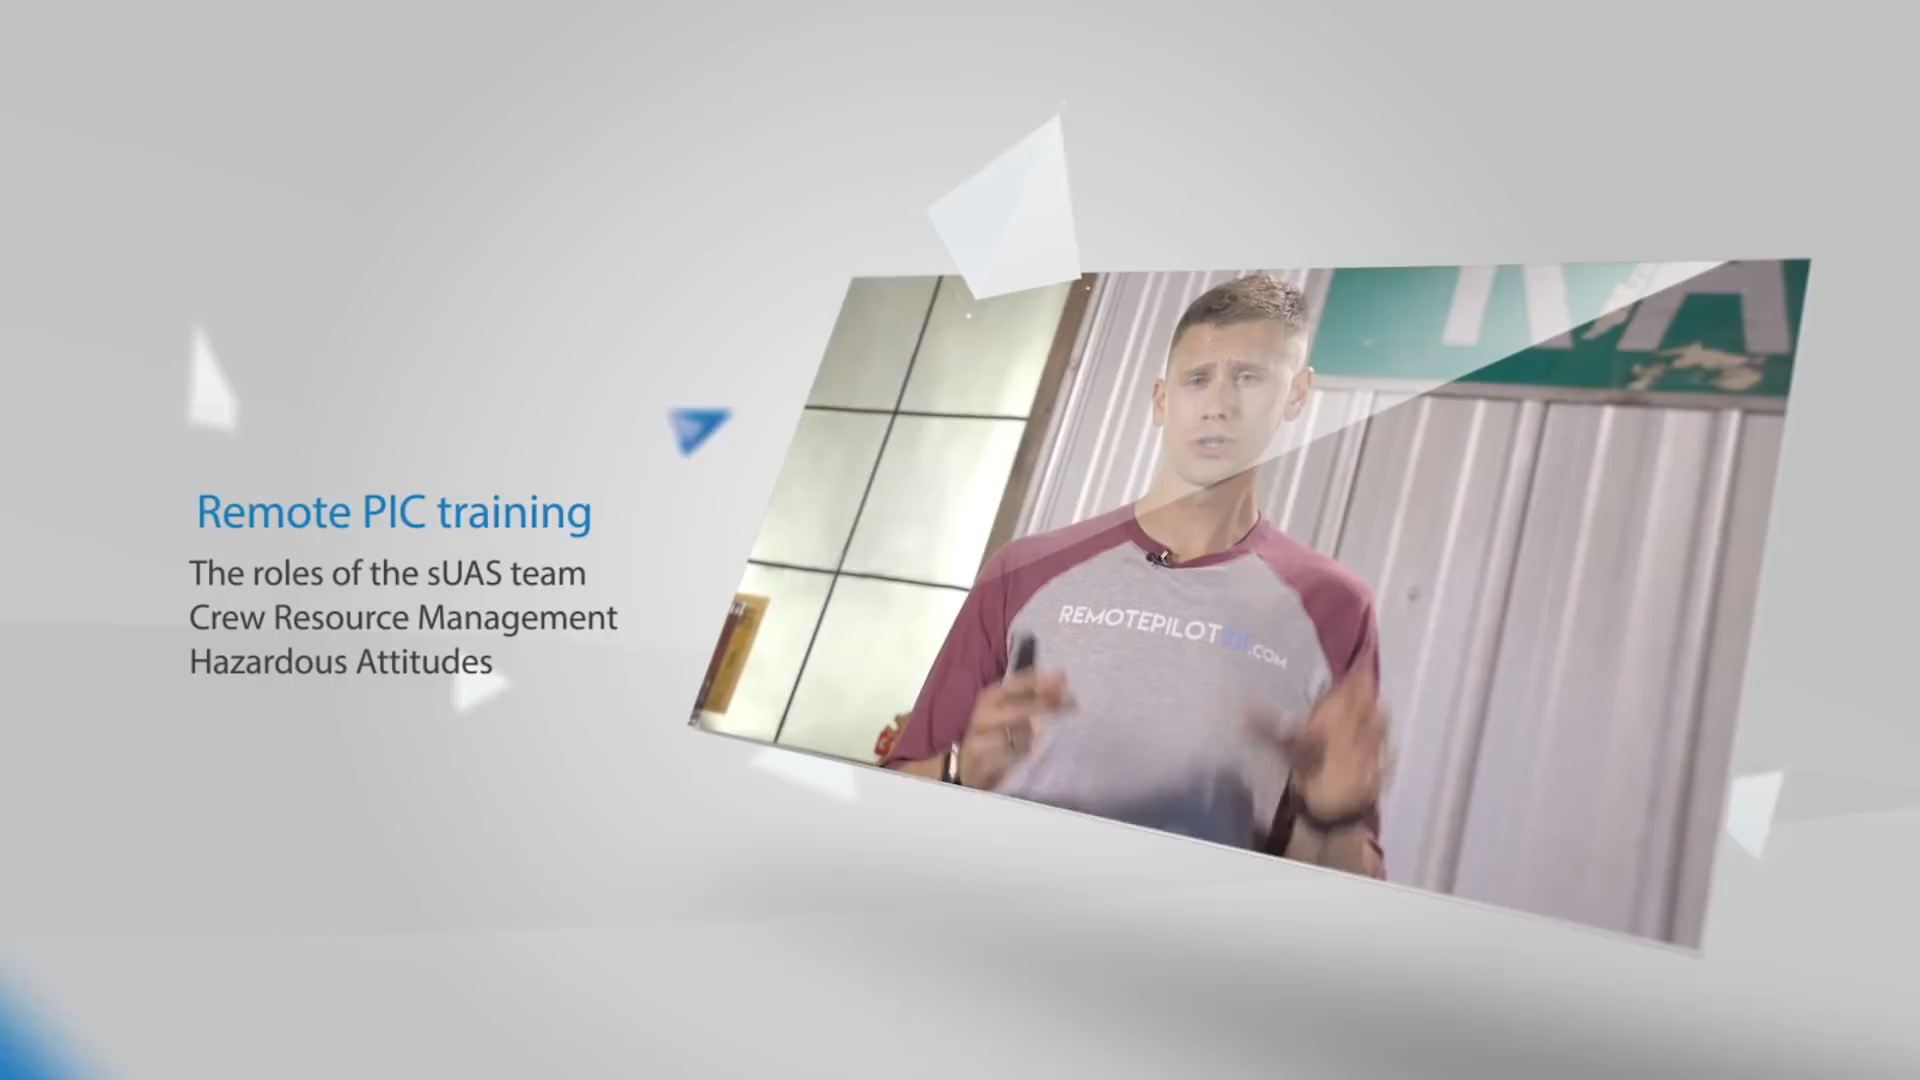 Remote PIC training
The roles of the sUAS team
Crew Resource Management
Hazardous Attitudes
REMOTEPILOT101.COM